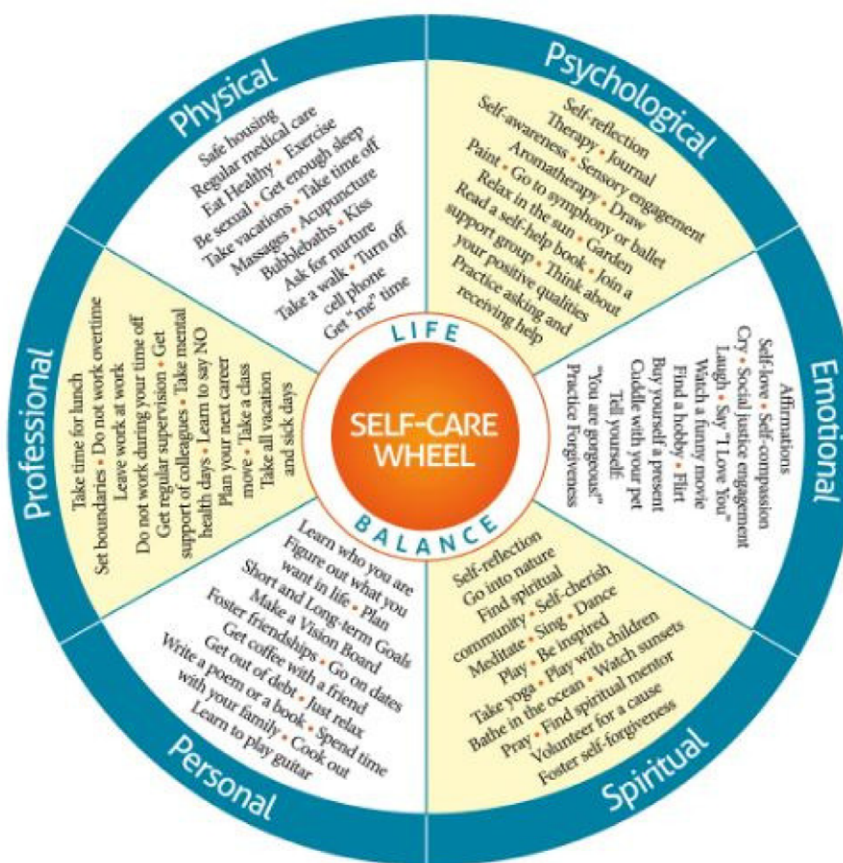 LIFE
SELF-CARE
WHEEL
BALANCE
Physical
Safe housing
Regular medical care
Eat Healthy • Exercise
Be sexual • Get enough sleep
Take vacations • Take time off
Massages • Acupuncture
Bubblebaths • Kiss
Ask for nurture
Take a walk • Turn off
cell phone
Get "me" time
Psychological
Self-reflection
Therapy • Journal
Self-awareness • Sensory engagement
Aromatherapy • Draw
Paint • Go to symphony or ballet
Relax in the sun • Garden
Read a self-help book • Join a
support group • Think about
your positive qualities
Practice asking and
receiving help
Emotional
Affirmations
Self-love • Self-compassion
Cry • Social justice engagement
Laugh • Say "I Love You"
Watch a funny movie
Find a hobby • Flirt
Buy yourself a present
Cuddle with your pet
Tell yourself:
"You are gorgeous!"
Practice Forgiveness
Spiritual
Self-reflection
Go into nature
Find spiritual
community • Self-cherish
Meditate • Sing • Dance
Play • Be inspired
Take yoga • Play with children
Bathe in the ocean • Watch sunsets
Pray • Find spiritual mentor
Volunteer for a cause
Foster self-forgiveness
Personal
Learn who you are
Figure out what you
want in life • Plan
Short and Long-term Goals
Make a Vision Board
Foster friendships • Go on dates
Get coffee with a friend
Get out of debt • Just relax
Write a poem or a book • Spend time
with your family • Cook out
Learn to play guitar
Professional
Take time for lunch
Set boundaries • Do not work overtime
Leave work at work
Do not work during your time off
Get regular supervision • Get
support of colleagues • Take mental
health days • Learn to say NO
Plan your next career
move • Take a class
Take all vacation
and sick days